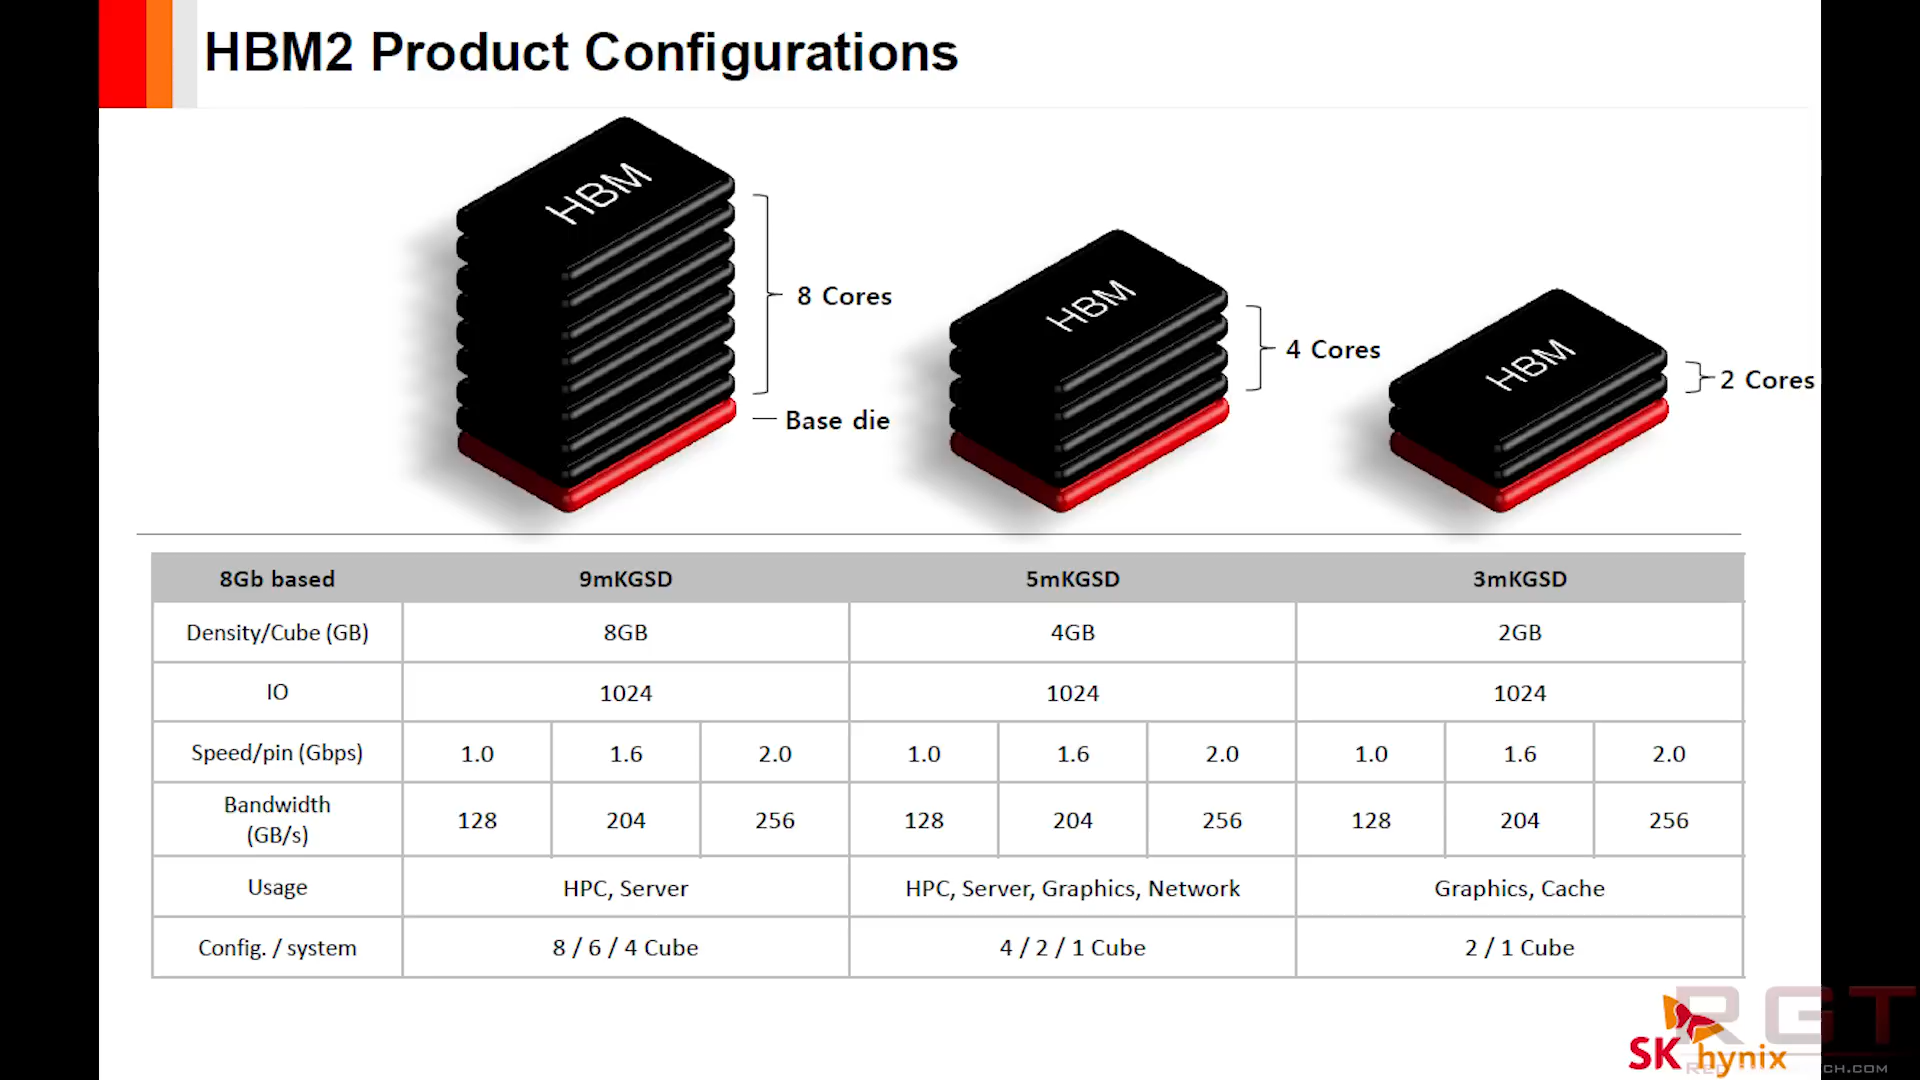 HBM2 Product Configurations
HBM
8 Cores
Base die
HBM
4 Cores
HBM
2 Cores
8Gb based 9mKGSD 5mKGSD 3mKGSD
Density/Cube (GB) 8GB 4GB 2GB
IO 1024 1024 1024
Speed/pin (Gbps) 1.0 1.6 2.0 1.0 1.6 2.0 1.0 1.6 2.0
Bandwidth
(GB/s) 128 204 256 128 204 256 128 204 256
Usage HPC, Server HPC, Server, Graphics, Network Graphics, Cache
Config. / system 8 / 6 / 4 Cube 4 / 2 / 1 Cube 2 / 1 Cube
RGT
SK hynix